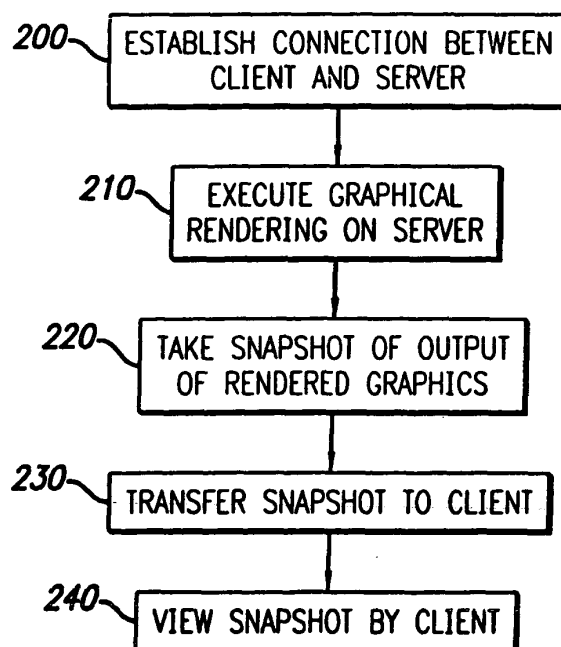 200
ESTABLISH CONNECTION BETWEEN
CLIENT AND SERVER
210
EXECUTE GRAPHICAL
RENDERING ON SERVER
220
TAKE SNAPSHOT OF OUTPUT
OF RENDERED GRAPHICS
230
TRANSFER SNAPSHOT TO CLIENT
240
VIEW SNAPSHOT BY CLIENT